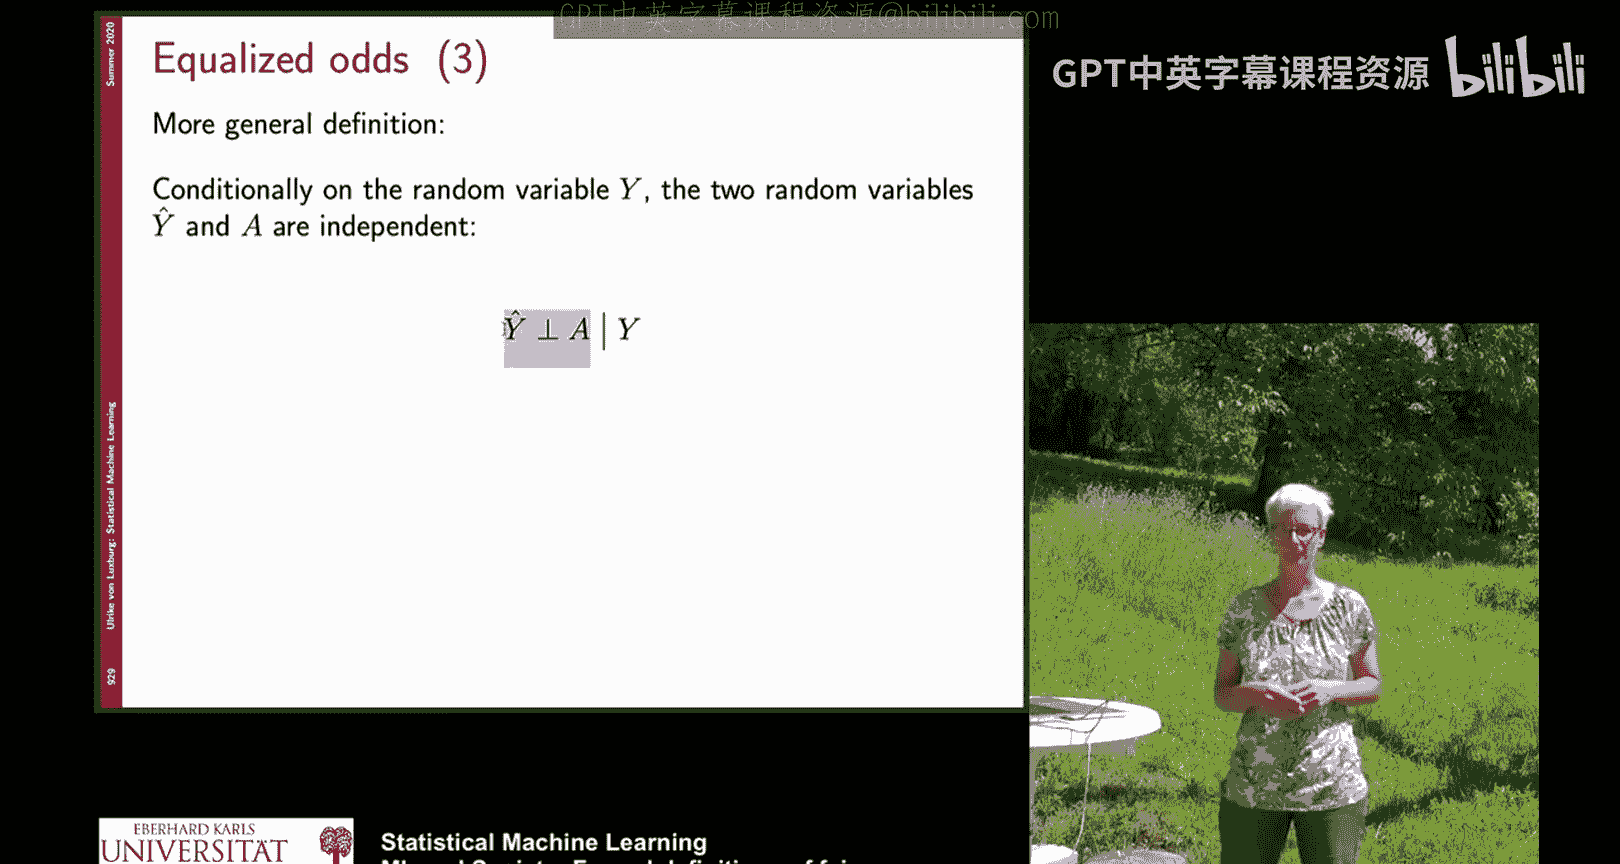 GPT中英字幕课程资源@bilibili.com
Summer 2020
Equalized odds (3)
More general definition:
Conditionally on the random variable Y, the two random variables
Ŷ and A are independent:
Ŷ ⊥ A | Y
Ulrike von Luxburg: Statistical Machine Learning
929
GPT中英字幕课程资源 bilibili
EBERHARD KARLS
UNIVERSITÄT
Statistical Machine Learning